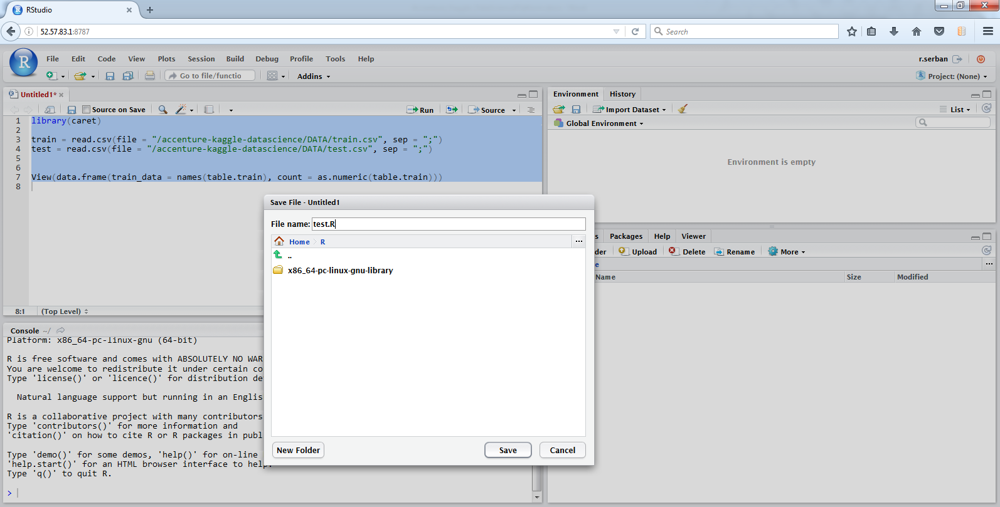 RStudio
52.57.83.1:8787
Search
R
File Edit Code View Plots Session Build Debug Profile Tools Help
r.serban
Go to file/functio
Addins
Project: (None)
Untitled1*
Source on Save
Run
Source
1 library(caret)
2
3 train = read.csv(file = "/accenture-kaggle-datascience/DATA/train.csv", sep = ";")
4 test = read.csv(file = "/accenture-kaggle-datascience/DATA/test.csv", sep = ";")
5
6
7 View(data.frame(train_data = names(table.train), count = as.numeric(table.train)))
8
8:1 (Top Level)
Environment History
Import Dataset
List
Global Environment
Environment is empty
Save File - Untitled1
File name: test.R
Home R
..
x86_64-pc-linux-gnu-library
New Folder Save Cancel
s Packages Help Viewer
der Upload Delete Rename More
e
Name Size Modified
Console ~/
Platform: x86_64-pc-linux-gnu (64-bit)
R is free software and comes with ABSOLUTELY NO WAR
You are welcome to redistribute it under certain co
Type 'license()' or 'licence()' for distribution de
Natural language support but running in an Englis
R is a collaborative project with many contributors
Type 'contributors()' for more information and
'citation()' on how to cite R or R packages in publ
Type 'demo()' for some demos, 'help()' for on-line
'help.start()' for an HTML browser interface to help.
Type 'q()' to quit R.
>